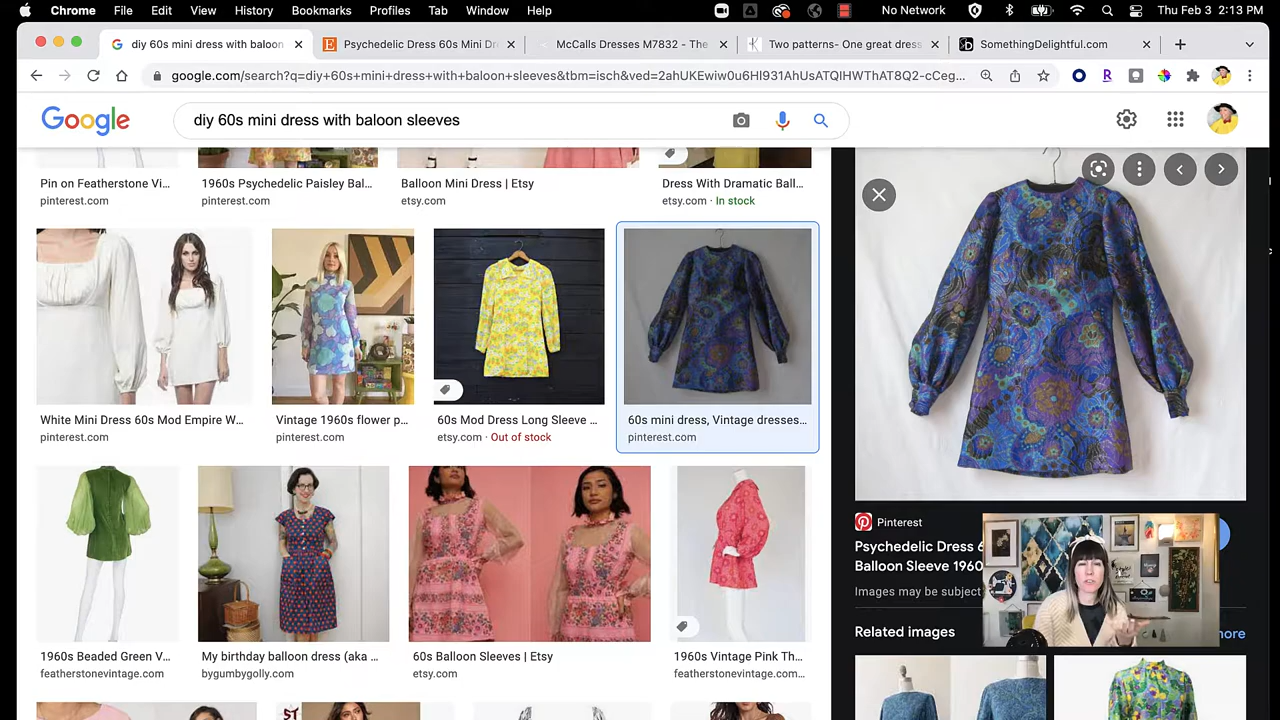 Chrome File Edit View History Bookmarks Profiles Tab Window Help No Network Thu Feb 3 2:13 PM
diy 60s mini dress with baloon
Psychedelic Dress 60s Mini Dr
McCalls Dresses M7832 - The
Two patterns- One great dress
SomethingDelightful.com
google.com/search?q=diy+60s+mini+dress+with+baloon+sleeves&tbm=isch&ved=2ahUKEwiw0u6HI931AhUsATQIHWThAT8Q2-cCeg...
Google
diy 60s mini dress with baloon sleeves
Pin on Featherstone Vi...
pinterest.com
1960s Psychedelic Paisley Bal...
pinterest.com
Balloon Mini Dress | Etsy
etsy.com
Dress With Dramatic Ball...
etsy.com · In stock
White Mini Dress 60s Mod Empire W...
pinterest.com
Vintage 1960s flower p...
pinterest.com
60s Mod Dress Long Sleeve ...
etsy.com · Out of stock
60s mini dress, Vintage dresses...
pinterest.com
1960s Beaded Green V...
featherstonevintage.com
My birthday balloon dress (aka ...
bygumbygolly.com
60s Balloon Sleeves | Etsy
etsy.com
1960s Vintage Pink Th...
featherstonevintage.com...
Pinterest
Psychedelic Dress 6
Balloon Sleeve 1960
Images may be subject
Related images
more